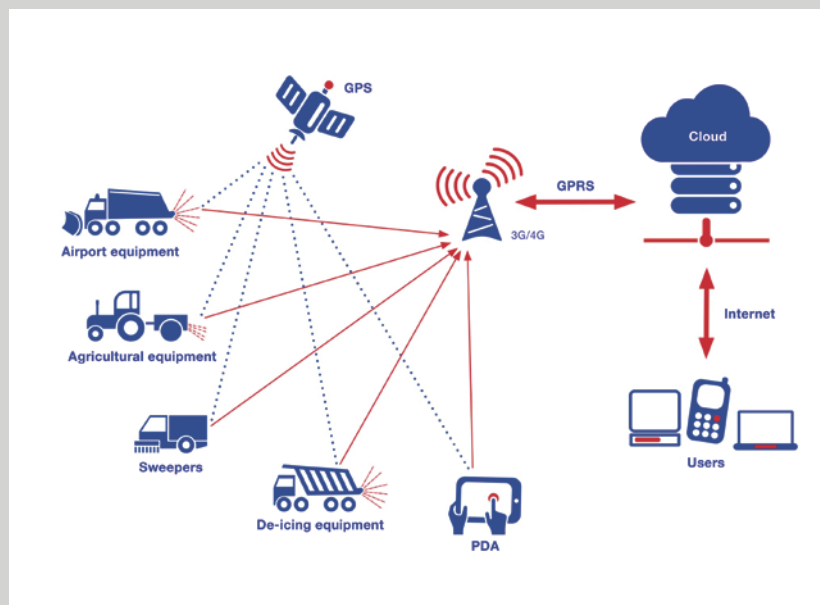 GPS
Cloud
GPRS
3G/4G
Airport equipment
Internet
Agricultural equipment
Sweepers
Users
De-icing equipment
PDA